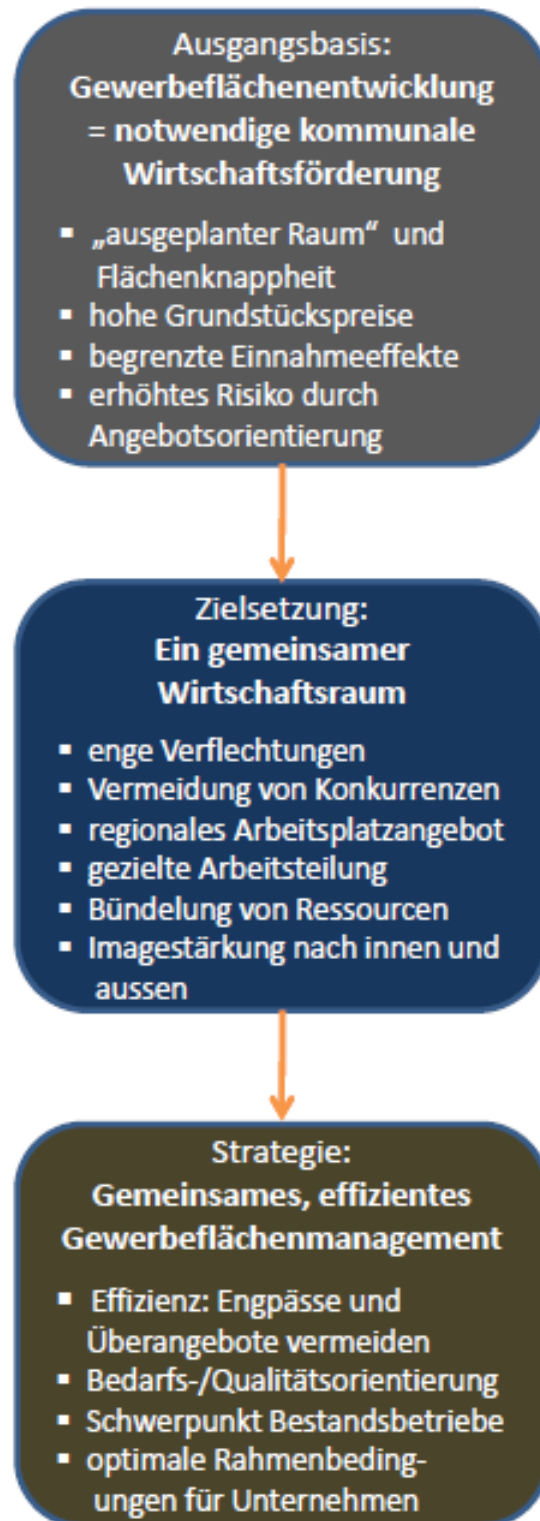 Ausgangsbasis:
Gewerbeflächenentwicklung
= notwendige kommunale
Wirtschaftsförderung
▪ „ausgeplanter Raum“ und
Flächenknappheit
▪ hohe Grundstückspreise
▪ begrenzte Einnahmeeffekte
▪ erhöhtes Risiko durch
Angebotsorientierung
Zielsetzung:
Ein gemeinsamer
Wirtschaftsraum
▪ enge Verflechtungen
▪ Vermeidung von Konkurrenzen
▪ regionales Arbeitsplatzangebot
▪ gezielte Arbeitsteilung
▪ Bündelung von Ressourcen
▪ Imagestärkung nach innen und
aussen
Strategie:
Gemeinsames, effizientes
Gewerbeflächenmanagement
▪ Effizienz: Engpässe und
Überangebote vermeiden
▪ Bedarfs-/Qualitätsorientierung
▪ Schwerpunkt Bestandsbetriebe
▪ optimale Rahmenbeding-
ungen für Unternehmen